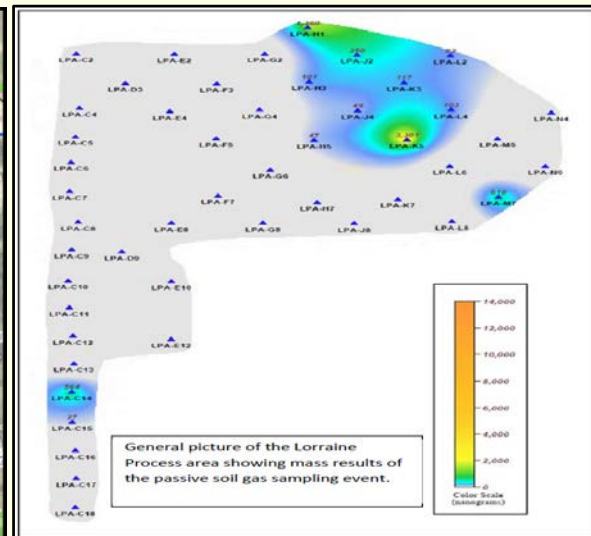 LPA-H1
LPA-C2 LPA-E2 LPA-G2 LPA-J2 LPA-L2
LPA-D3 LPA-F3 LPA-H3 LPA-K3
LPA-C4 LPA-E4 LPA-G4 LPA-J4 LPA-L4 LPA-N4
LPA-C5 LPA-F5 LPA-H5 LPA-K5 LPA-M5
LPA-C6 LPA-G6 LPA-L6 LPA-N6
LPA-C7 LPA-F7 LPA-H7 LPA-K7 LPA-M7
LPA-C8 LPA-E8 LPA-G8 LPA-J8 LPA-L8
LPA-C9 LPA-D9
LPA-C10 LPA-E10
LPA-C11
LPA-C12 LPA-E12
LPA-C13
LPA-C14
27
LPA-C15
LPA-C16
LPA-C17
LPA-C18
General picture of the Lorraine
Process area showing mass results of
the passive soil gas sampling event.
14,000
12,000
10,000
8,000
6,000
4,000
2,000
0
Color Scale
(nanograms)